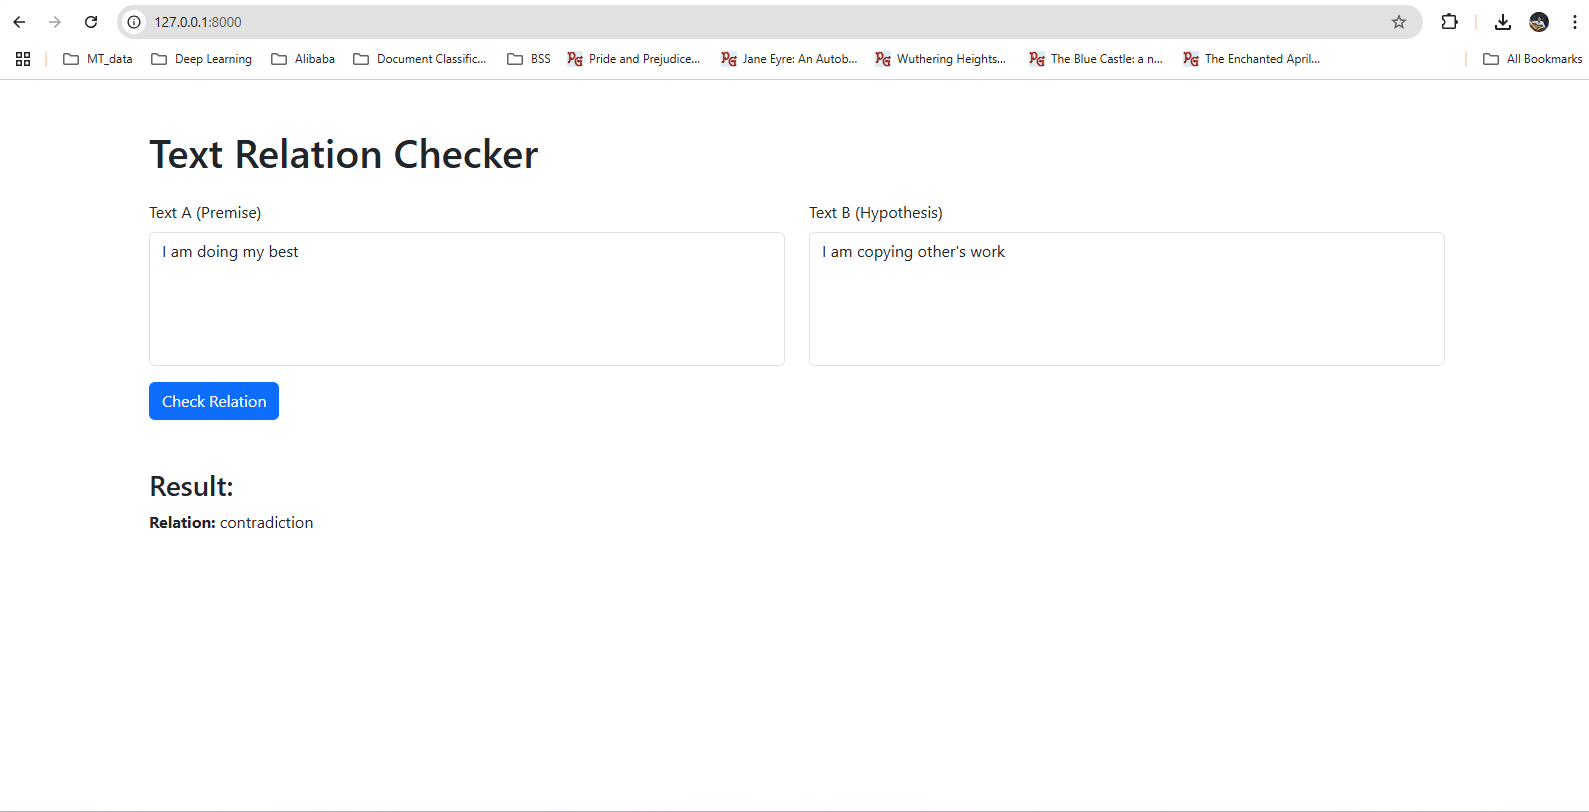 127.0.0.1:8000
MT_data Deep Learning Alibaba Document Classific... BSS Pride and Prejudice... Jane Eyre: An Autob... Wuthering Heights... The Blue Castle: a n... The Enchanted April... All Bookmarks
Text Relation Checker
Text A (Premise) Text B (Hypothesis)
I am doing my best I am copying other's work
Check Relation
Result:
Relation: contradiction